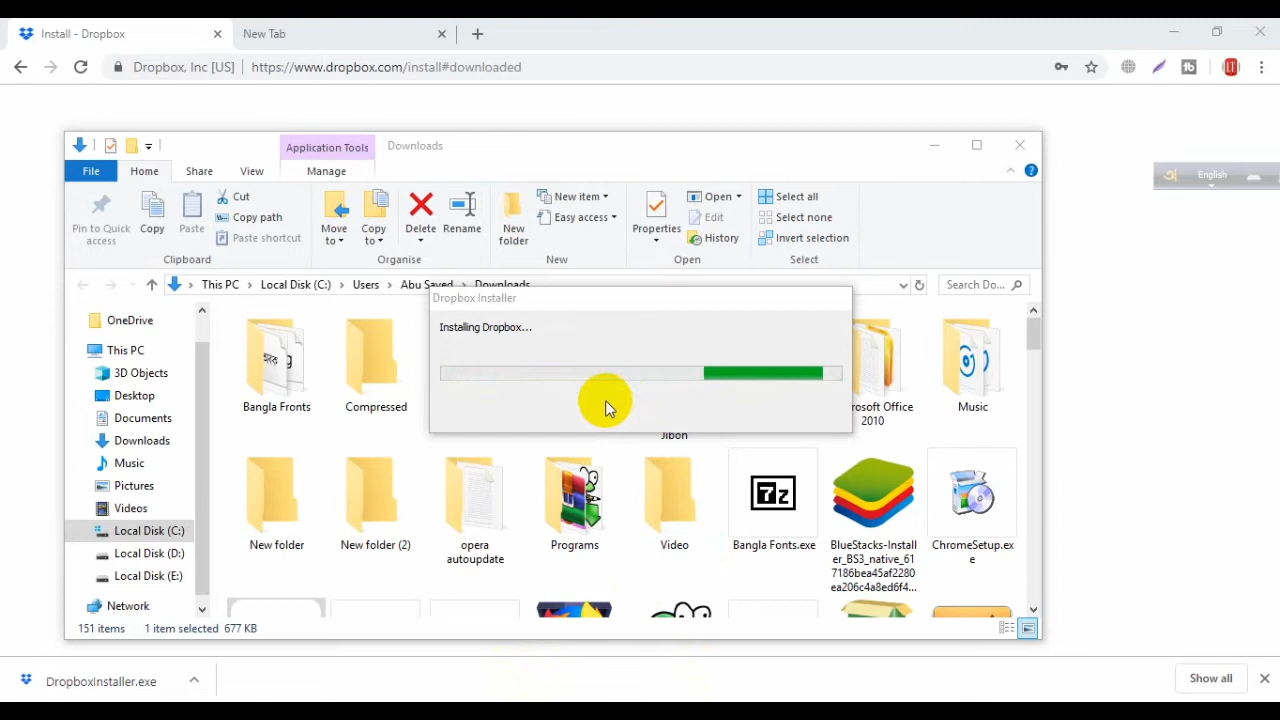 Install - Dropbox
New Tab
Dropbox, Inc [US]
https://www.dropbox.com/install#downloaded
Application Tools
Downloads
File
Home
Share
View
Manage
English
Pin to Quick
access
Copy
Paste
Cut
Copy path
Paste shortcut
Clipboard
Move
to
Copy
to
Delete
Rename
Organise
New
folder
New item
Easy access
New
Properties
Open
Edit
History
Open
Select all
Select none
Invert selection
Select
This PC
Local Disk (C:)
Users
Abu Sayed
Downloads
Search Do...
Dropbox Installer
Installing Dropbox...
OneDrive
This PC
3D Objects
Desktop
Documents
Downloads
Music
Pictures
Videos
Local Disk (C:)
Local Disk (D:)
Local Disk (E:)
Network
Bangla Fronts
Compressed
Jibon
rosoft Office
2010
Music
New folder
New folder (2)
opera
autoupdate
Programs
Video
7z
Bangla Fonts.exe
BlueStacks-Install
er_BS3_native_61
7186bea45af2280
ea206c4a8ed6f4...
ChromeSetup.ex
e
151 items
1 item selected
677 KB
DropboxInstaller.exe
Show all